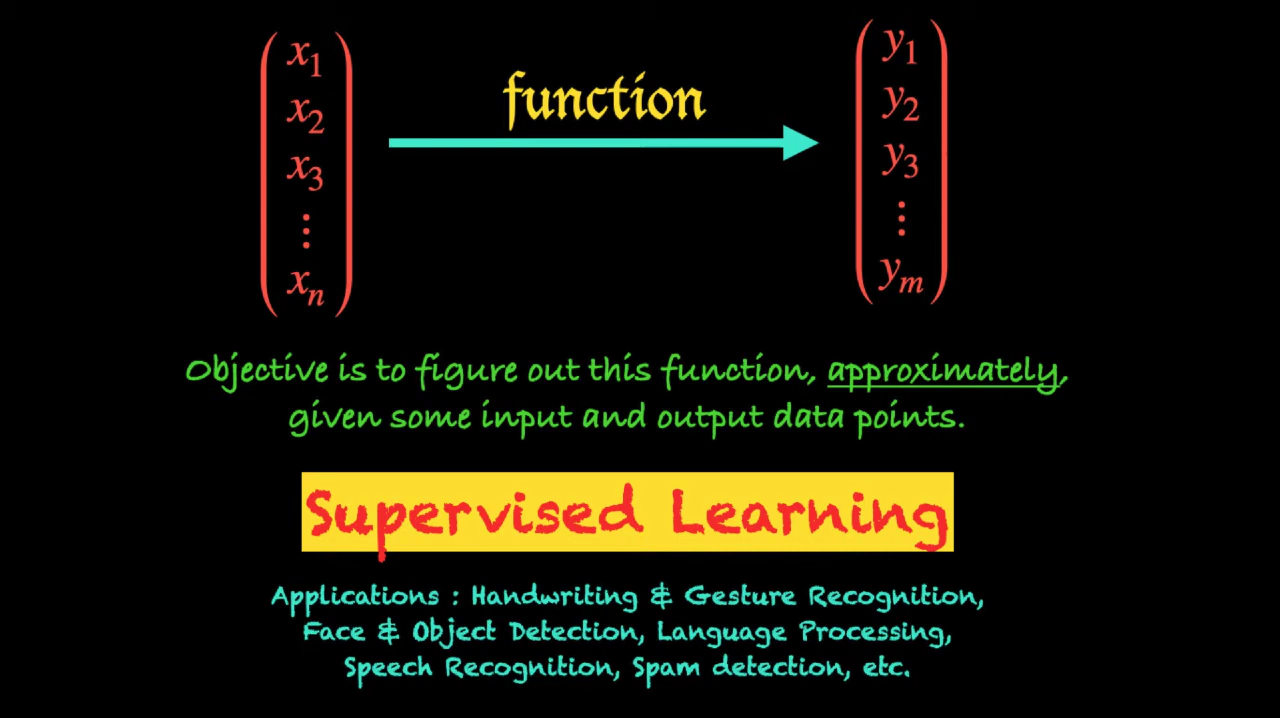 x₁
x₂
x₃
⋮
xₙ
function
y₁
y₂
y₃
⋮
yₘ
Objective is to figure out this function, approximately,
given some input and output data points.
Supervised Learning
Applications : Handwriting & Gesture Recognition,
Face & Object Detection, Language Processing,
Speech Recognition, Spam detection, etc.